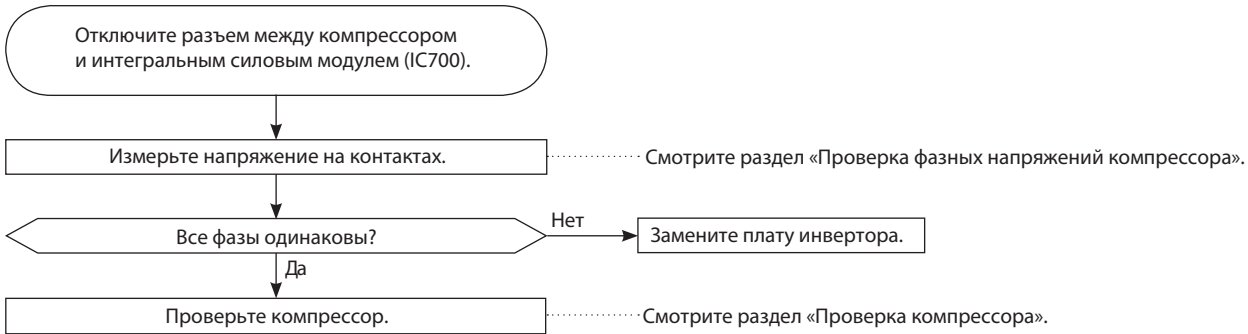 Отключите разъем между компрессором
и интегральным силовым модулем (IC700).
Измерьте напряжение на контактах.
Смотрите раздел «Проверка фазных напряжений компрессора».
Все фазы одинаковы?
Нет
Замените плату инвертора.
Да
Проверьте компрессор.
Смотрите раздел «Проверка компрессора».